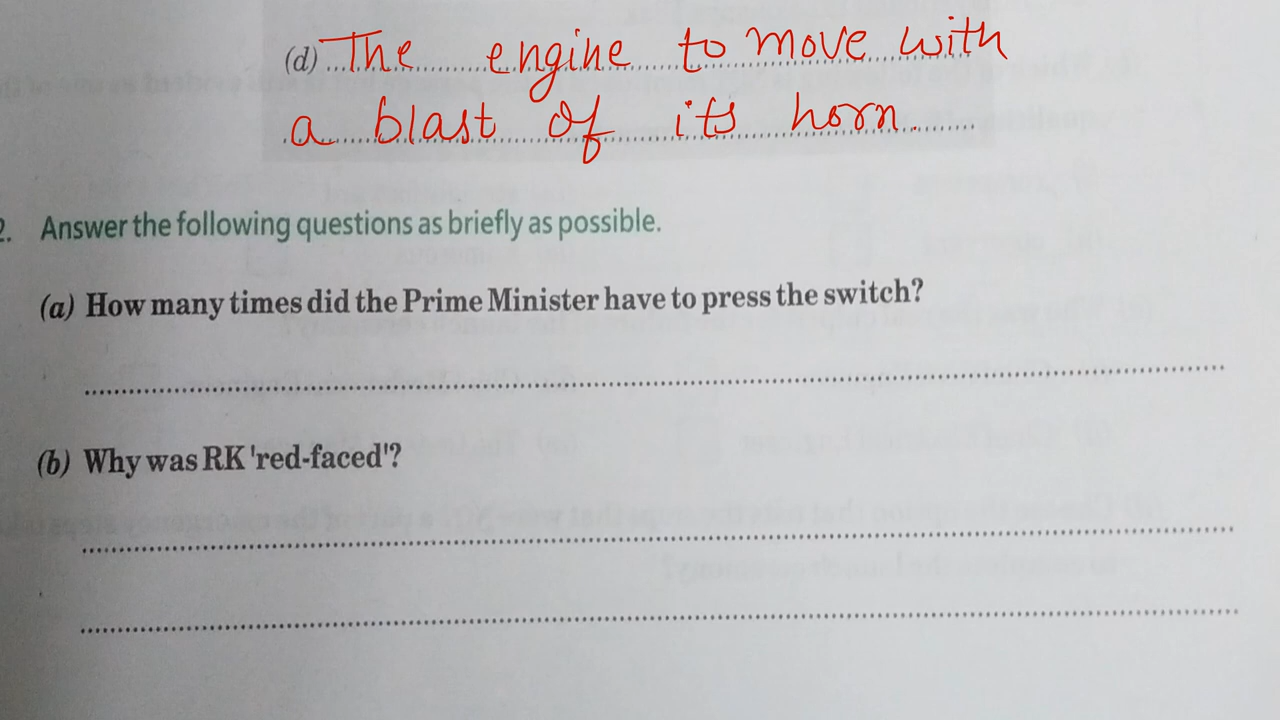 (d) The engine to move with
a blast of its horn.
2. Answer the following questions as briefly as possible.
(a) How many times did the Prime Minister have to press the switch?
(b) Why was RK 'red-faced'?